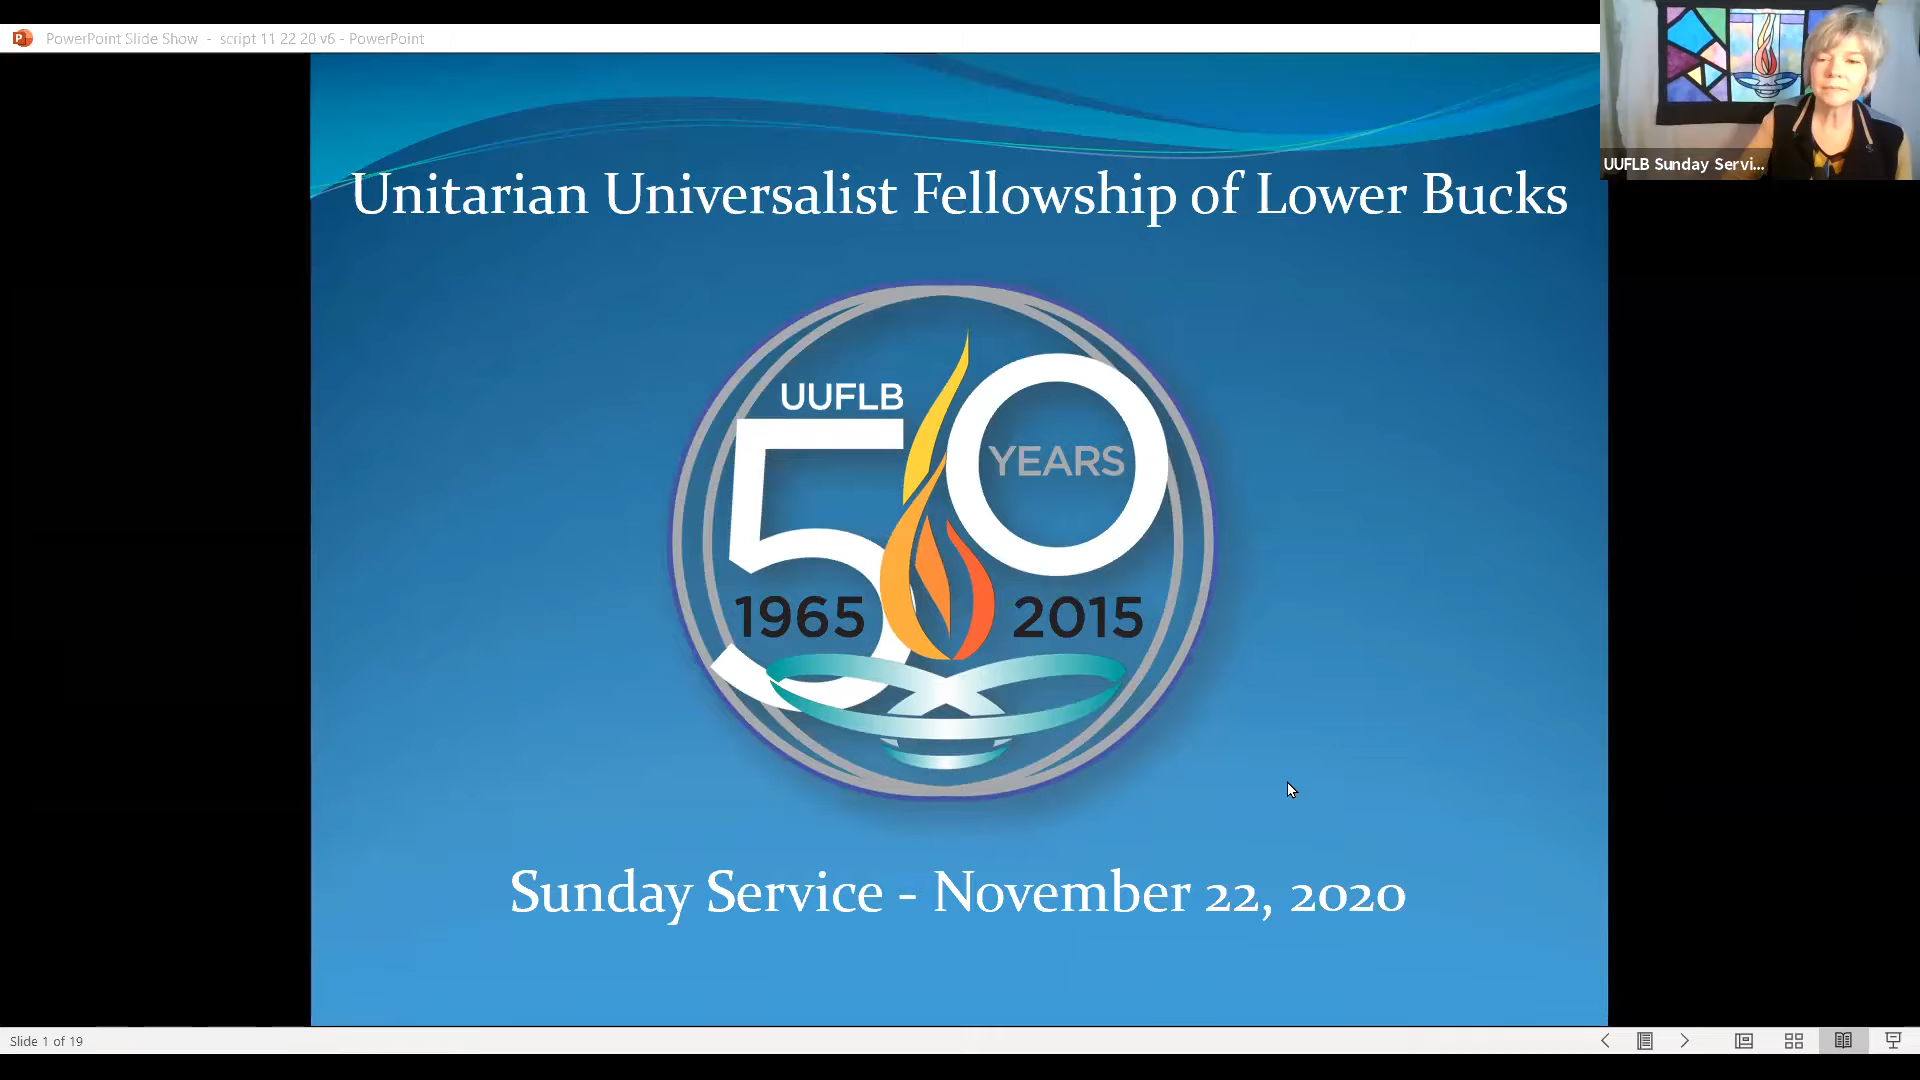 PowerPoint Slide Show - script 11 22 20 v6 - PowerPoint
UUFLB Sunday Servi...
Unitarian Universalist Fellowship of Lower Bucks
UUFLB
50
YEARS
1965 2015
Sunday Service - November 22, 2020
Slide 1 of 19